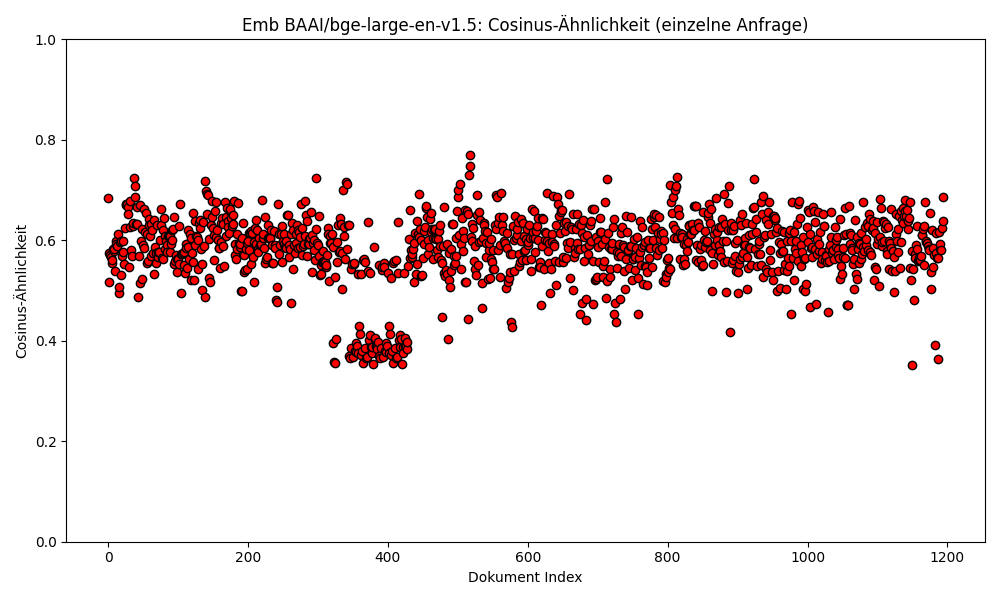 Emb BAAI/bge-large-en-v1.5: Cosinus-Ähnlichkeit (einzelne Anfrage)
1.0
0.8
0.6
0.4
0.2
0.0
Cosinus-Ähnlichkeit
0 200 400 600 800 1000 1200
Dokument Index